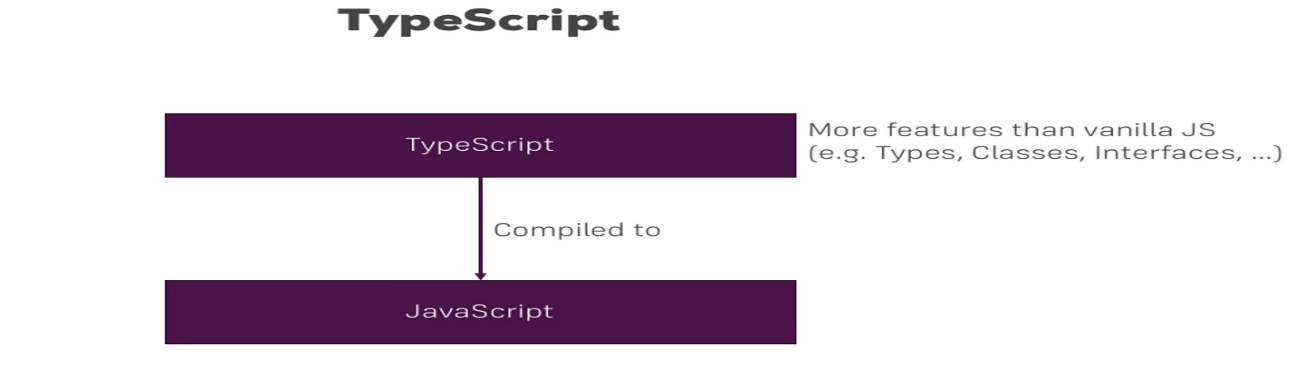 TypeScript
TypeScript
More features than vanilla JS
(e.g. Types, Classes, Interfaces, ...)
Compiled to
JavaScript